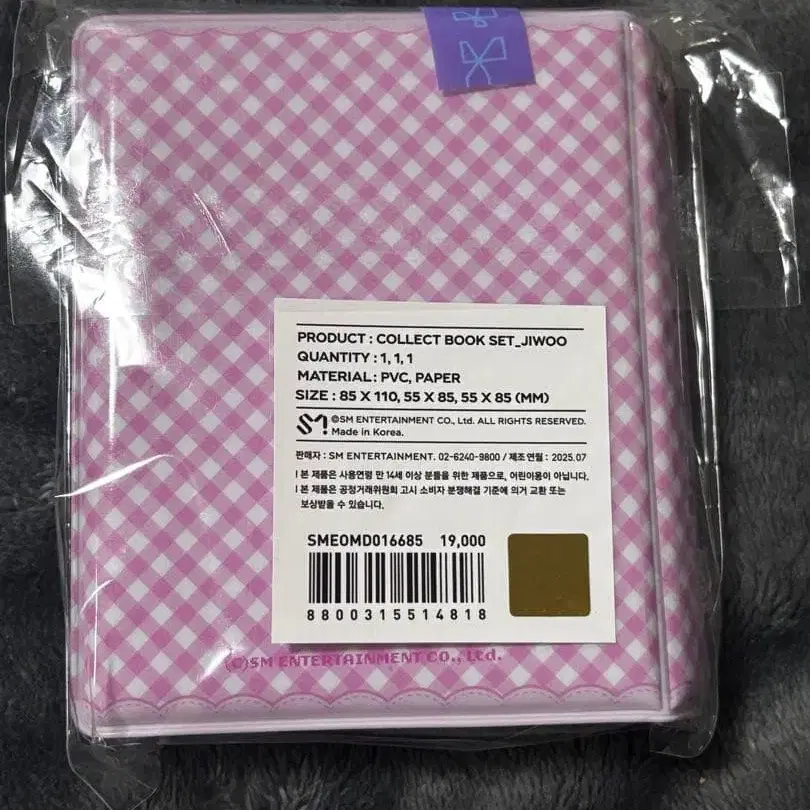 PRODUCT : COLLECT BOOK SET_JIWOO
QUANTITY : 1, 1, 1
MATERIAL : PVC, PAPER
SIZE : 85 X 110, 55 X 85, 55 X 85 (MM)
SM! ©SM ENTERTAINMENT CO., Ltd. ALL RIGHTS RESERVED.
Made in Korea.
판매자 : SM ENTERTAINMENT. 02-6240-9800 / 제조 연월 : 2025.07
| 본 제품은 사용연령 만 14세 이상 분들을 위한 제품으로, 어린이용이 아닙니다.
| 본 제품은 공정거래위원회 고시 소비자 분쟁해결 기준에 의거 교환 또는
보상받을 수 있습니다.
SMEOMD016685 19,000
8800315514818
(C)SM ENTERTAINMENT CO., Ltd.